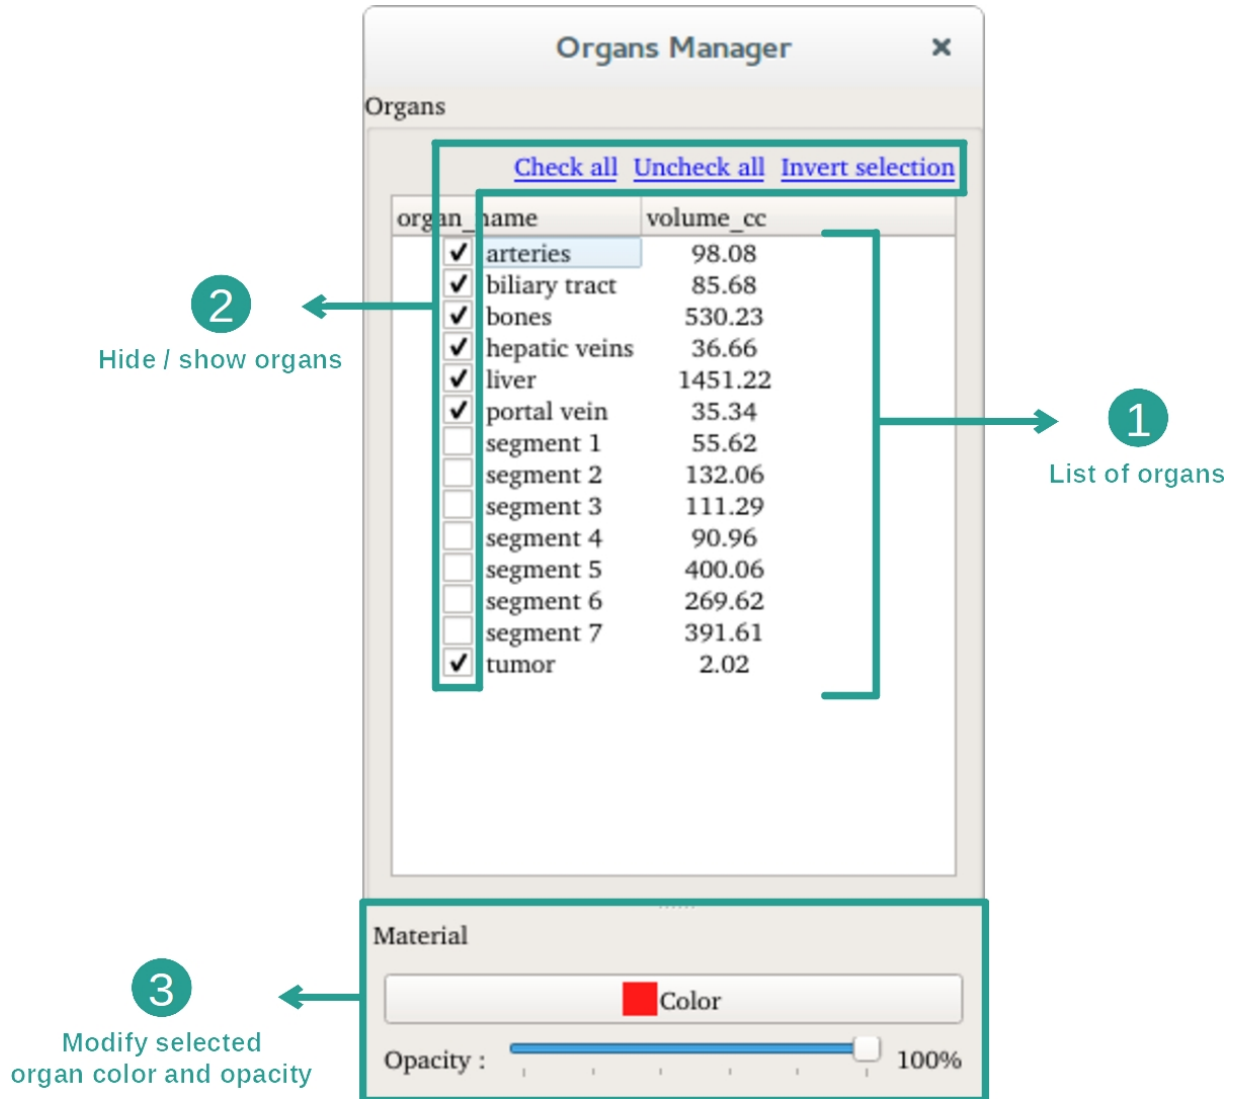 Organs Manager
Organs
Check all Uncheck all Invert selection
organ_name volume_cc
arteries 98.08
biliary tract 85.68
bones 530.23
hepatic veins 36.66
liver 1451.22
portal vein 35.34
segment 1 55.62
segment 2 132.06
segment 3 111.29
segment 4 90.96
segment 5 400.06
segment 6 269.62
segment 7 391.61
tumor 2.02
2
Hide / show organs
1
List of organs
Material
Color
Opacity : 100%
3
Modify selected
organ color and opacity